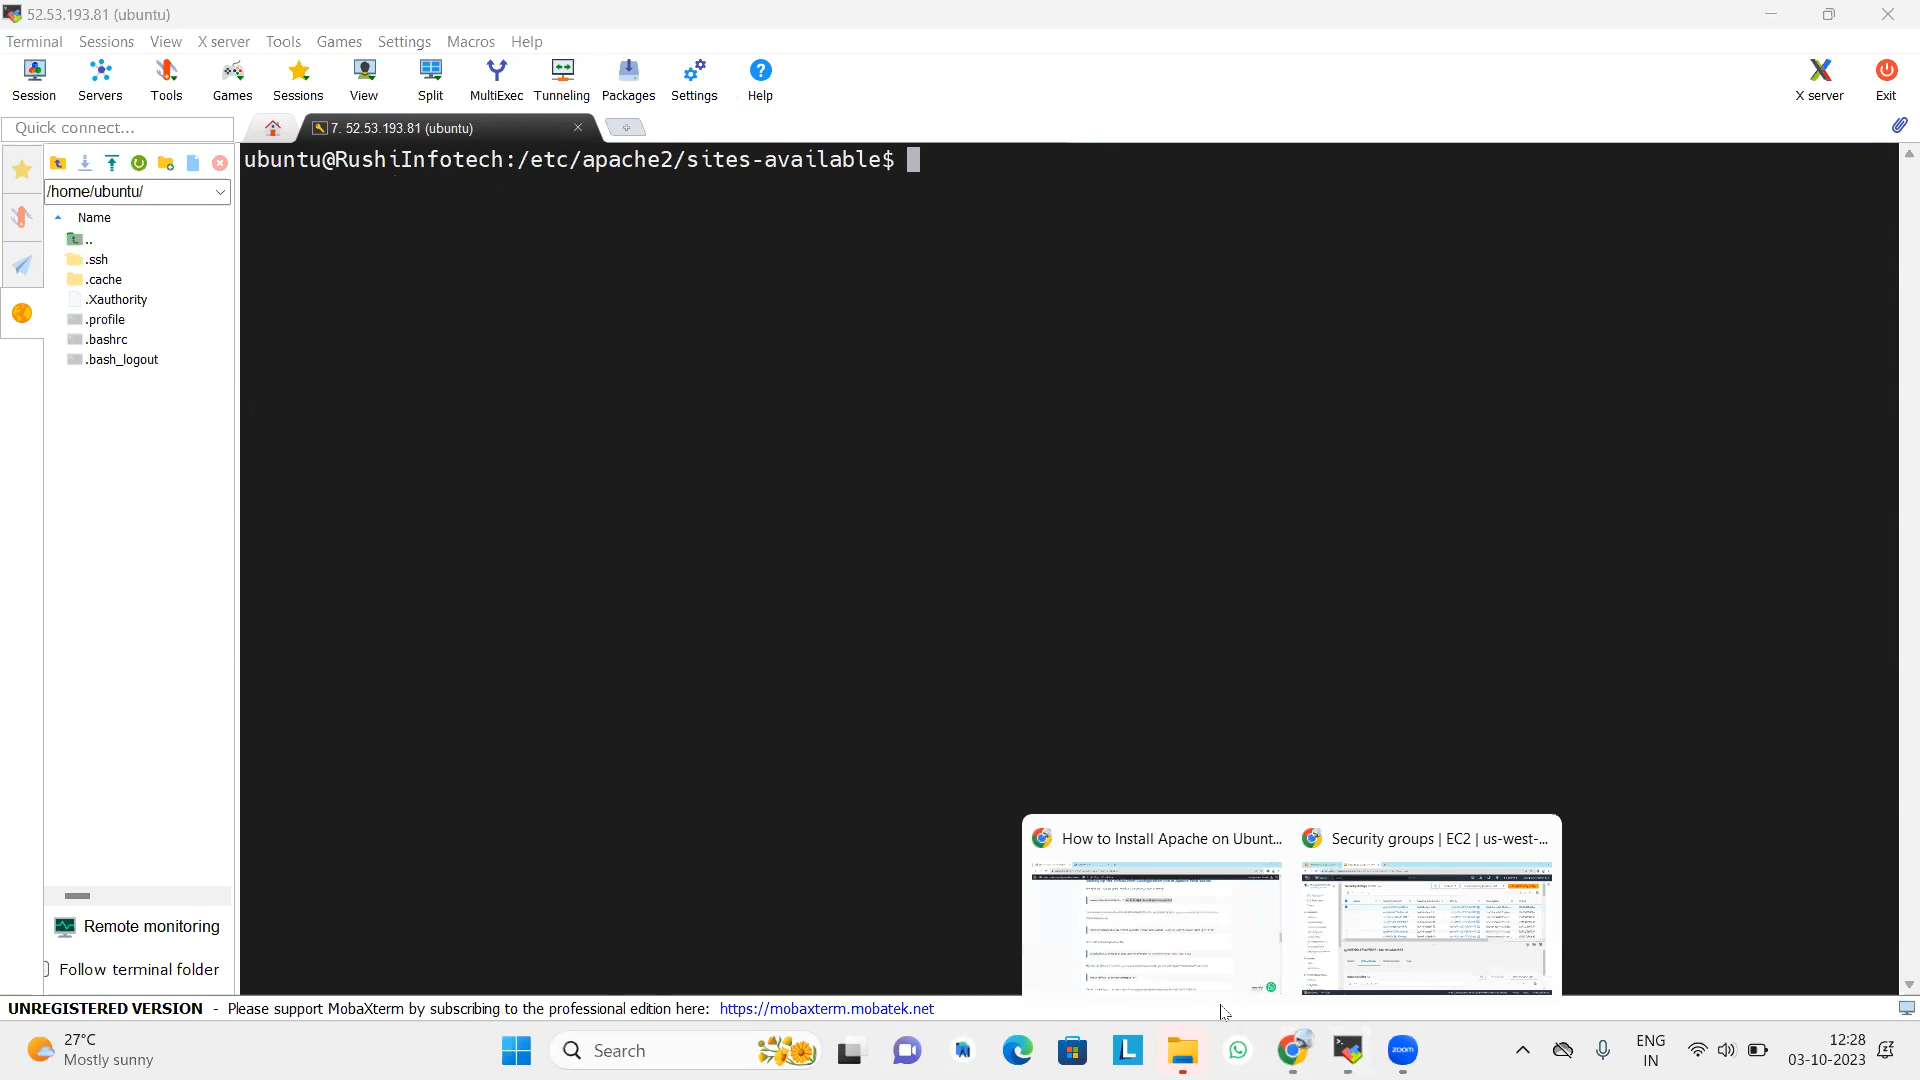 52.53.193.81 (ubuntu)
Terminal Sessions View X server Tools Games Settings Macros Help
Session Servers Tools Games Sessions View Split MultiExec Tunneling Packages Settings Help X server Exit
Quick connect...
7. 52.53.193.81 (ubuntu)
/home/ubuntu/
Name
..
.ssh
.cache
.Xauthority
.profile
.bashrc
.bash_logout
ubuntu@RushiInfotech:/etc/apache2/sites-available$
Remote monitoring
Follow terminal folder
How to Install Apache on Ubunt...
Security groups | EC2 | us-west-...
UNREGISTERED VERSION - Please support MobaXterm by subscribing to the professional edition here: https://mobaxterm.mobatek.net
27°C
Mostly sunny
Search
L
zoom
ENG
IN
12:28
03-10-2023